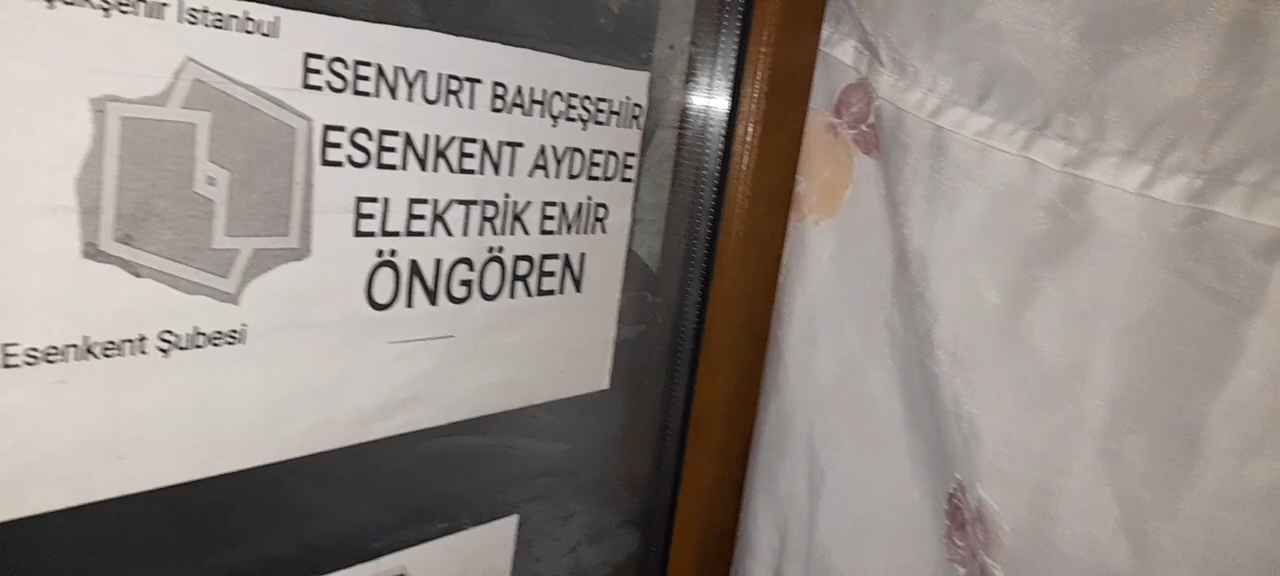 İstanbul
ESENYURT BAHÇEŞEHİR
ESENKENT AYDEDE
ELEKTRİK EMİR
ÖNGÖREN
Esenkent Şubesi